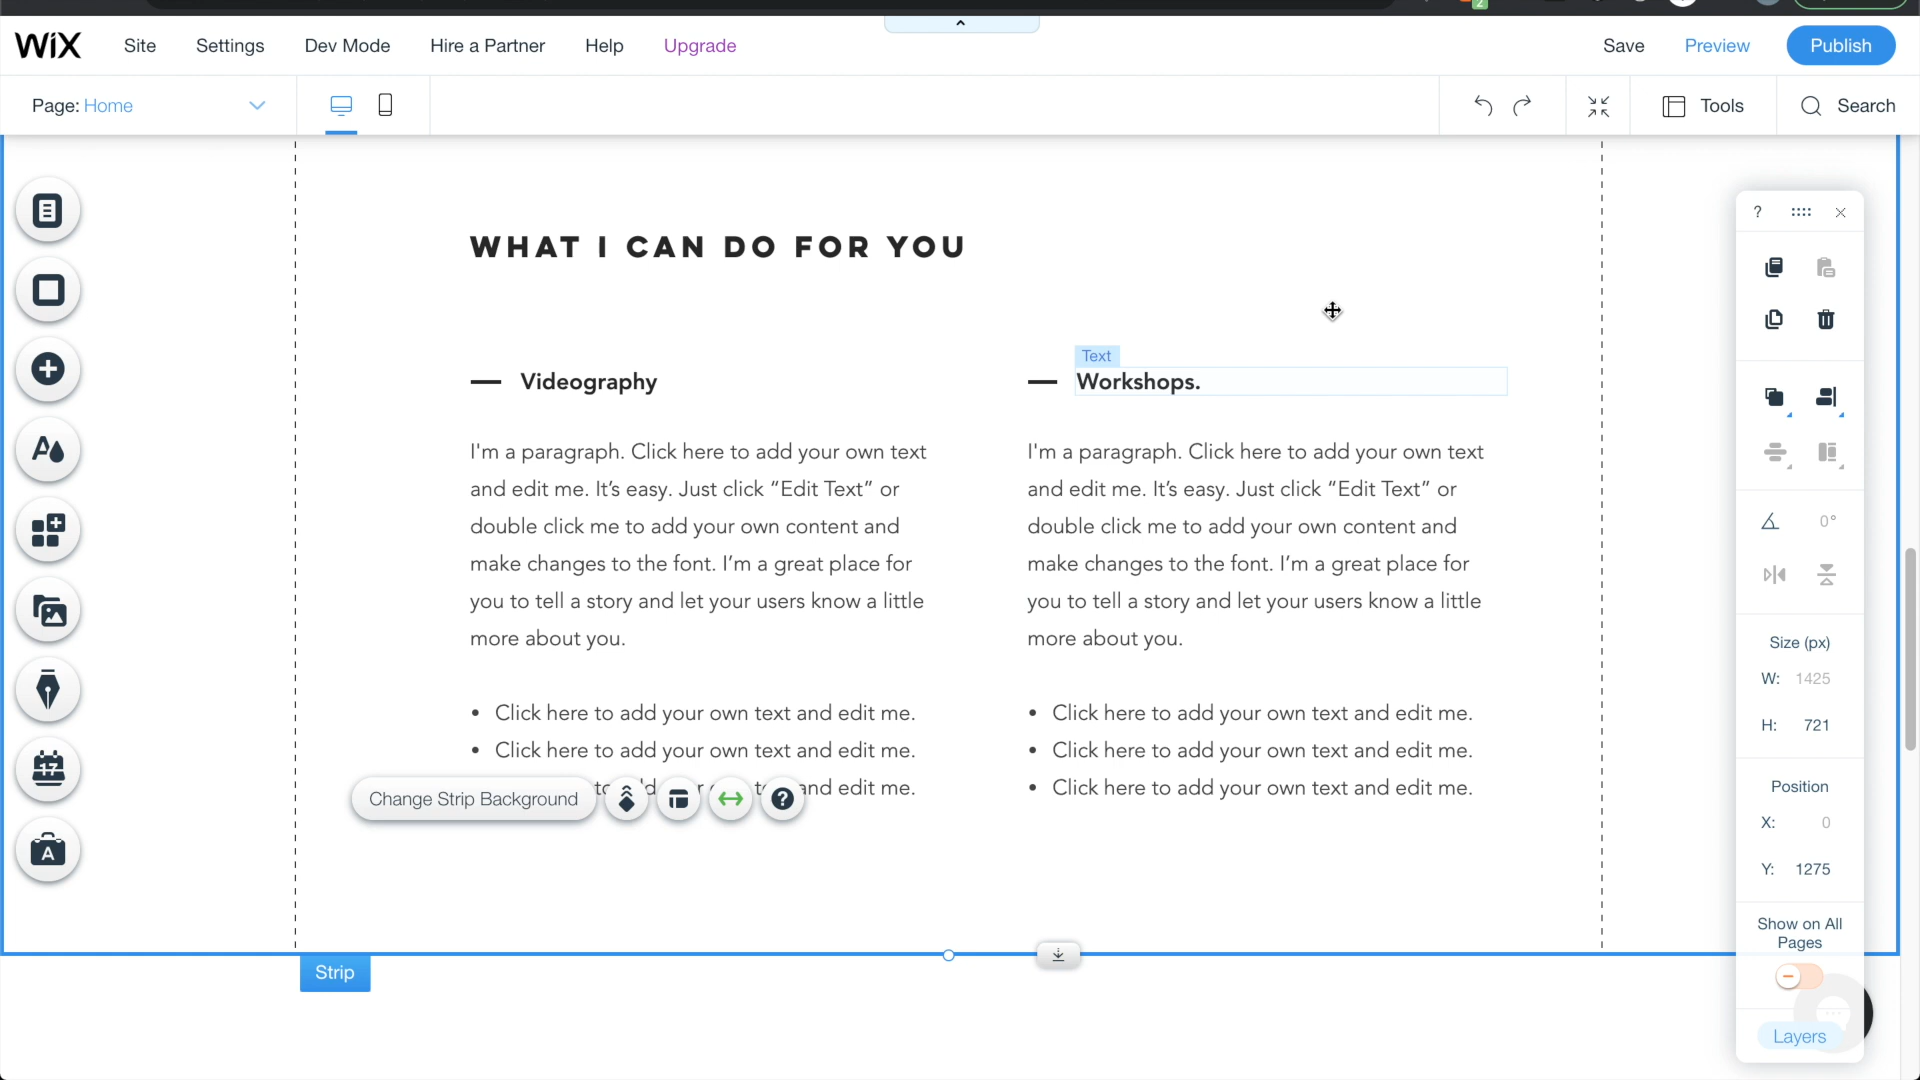 2
WiX
Site
Settings
Dev Mode
Hire a Partner
Help
Upgrade
Save
Preview
Publish
Page: Home
Tools
Search
WHAT I CAN DO FOR YOU
Text
Videography
Workshops.
I'm a paragraph. Click here to add your own text
and edit me. It’s easy. Just click “Edit Text” or
double click me to add your own content and
make changes to the font. I’m a great place for
you to tell a story and let your users know a little
more about you.
• Click here to add your own text and edit me.
• Click here to add your own text and edit me.
and edit me.
I'm a paragraph. Click here to add your own text
and edit me. It’s easy. Just click “Edit Text” or
double click me to add your own content and
make changes to the font. I’m a great place for
you to tell a story and let your users know a little
more about you.
• Click here to add your own text and edit me.
• Click here to add your own text and edit me.
• Click here to add your own text and edit me.
Change Strip Background
?
Strip
17
A
?
0°
Size (px)
W: 1425
H: 721
Position
X: 0
Y: 1275
Show on All
Pages
Layers